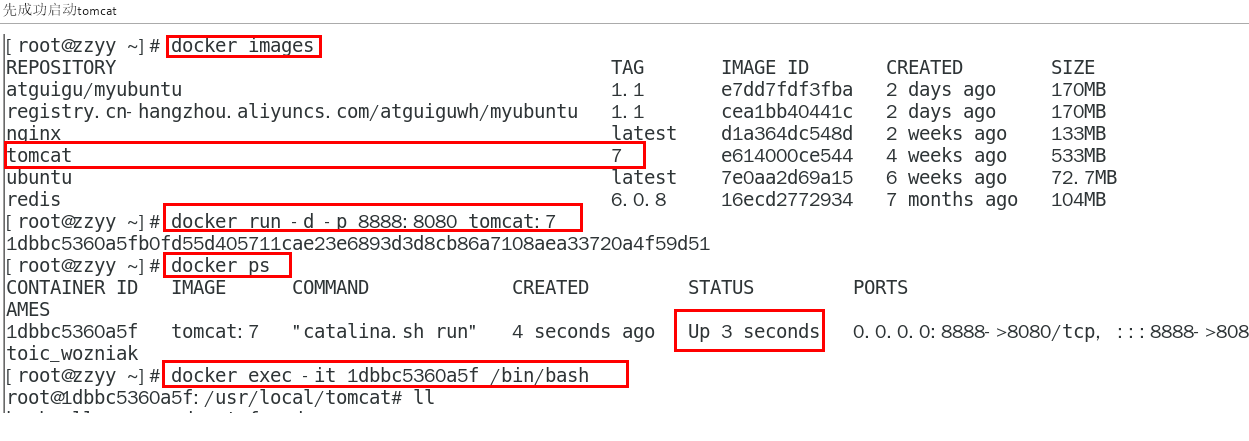 先成功启动tomcat
[root@zzyy ~]# docker images
REPOSITORY TAG IMAGE ID CREATED SIZE
atguigu/myubuntu 1.1 e7dd7fdf3fba 2 days ago 170MB
registry.cn-hangzhou.aliyuncs.com/atguiguwh/myubuntu 1.1 cea1bb40441c 2 days ago 170MB
nginx latest d1a364dc548d 2 weeks ago 133MB
tomcat 7 e614000ce544 4 weeks ago 533MB
ubuntu latest 7e0aa2d69a15 6 weeks ago 72.7MB
redis 6.0.8 16ecd2772934 7 months ago 104MB
[root@zzyy ~]# docker run -d -p 8888:8080 tomcat:7
1dbbc5360a5fb0fd55d405711cae23e6893d3d8cb86a7108aea33720a4f59d51
[root@zzyy ~]# docker ps
CONTAINER ID IMAGE COMMAND CREATED STATUS PORTS
AMES
1dbbc5360a5f tomcat:7 "catalina.sh run" 4 seconds ago Up 3 seconds 0.0.0.0:8888->8080/tcp, :::8888->808
toic_wozniak
[root@zzyy ~]# docker exec -it 1dbbc5360a5f /bin/bash
root@1dbbc5360a5f:/usr/local/tomcat# ll